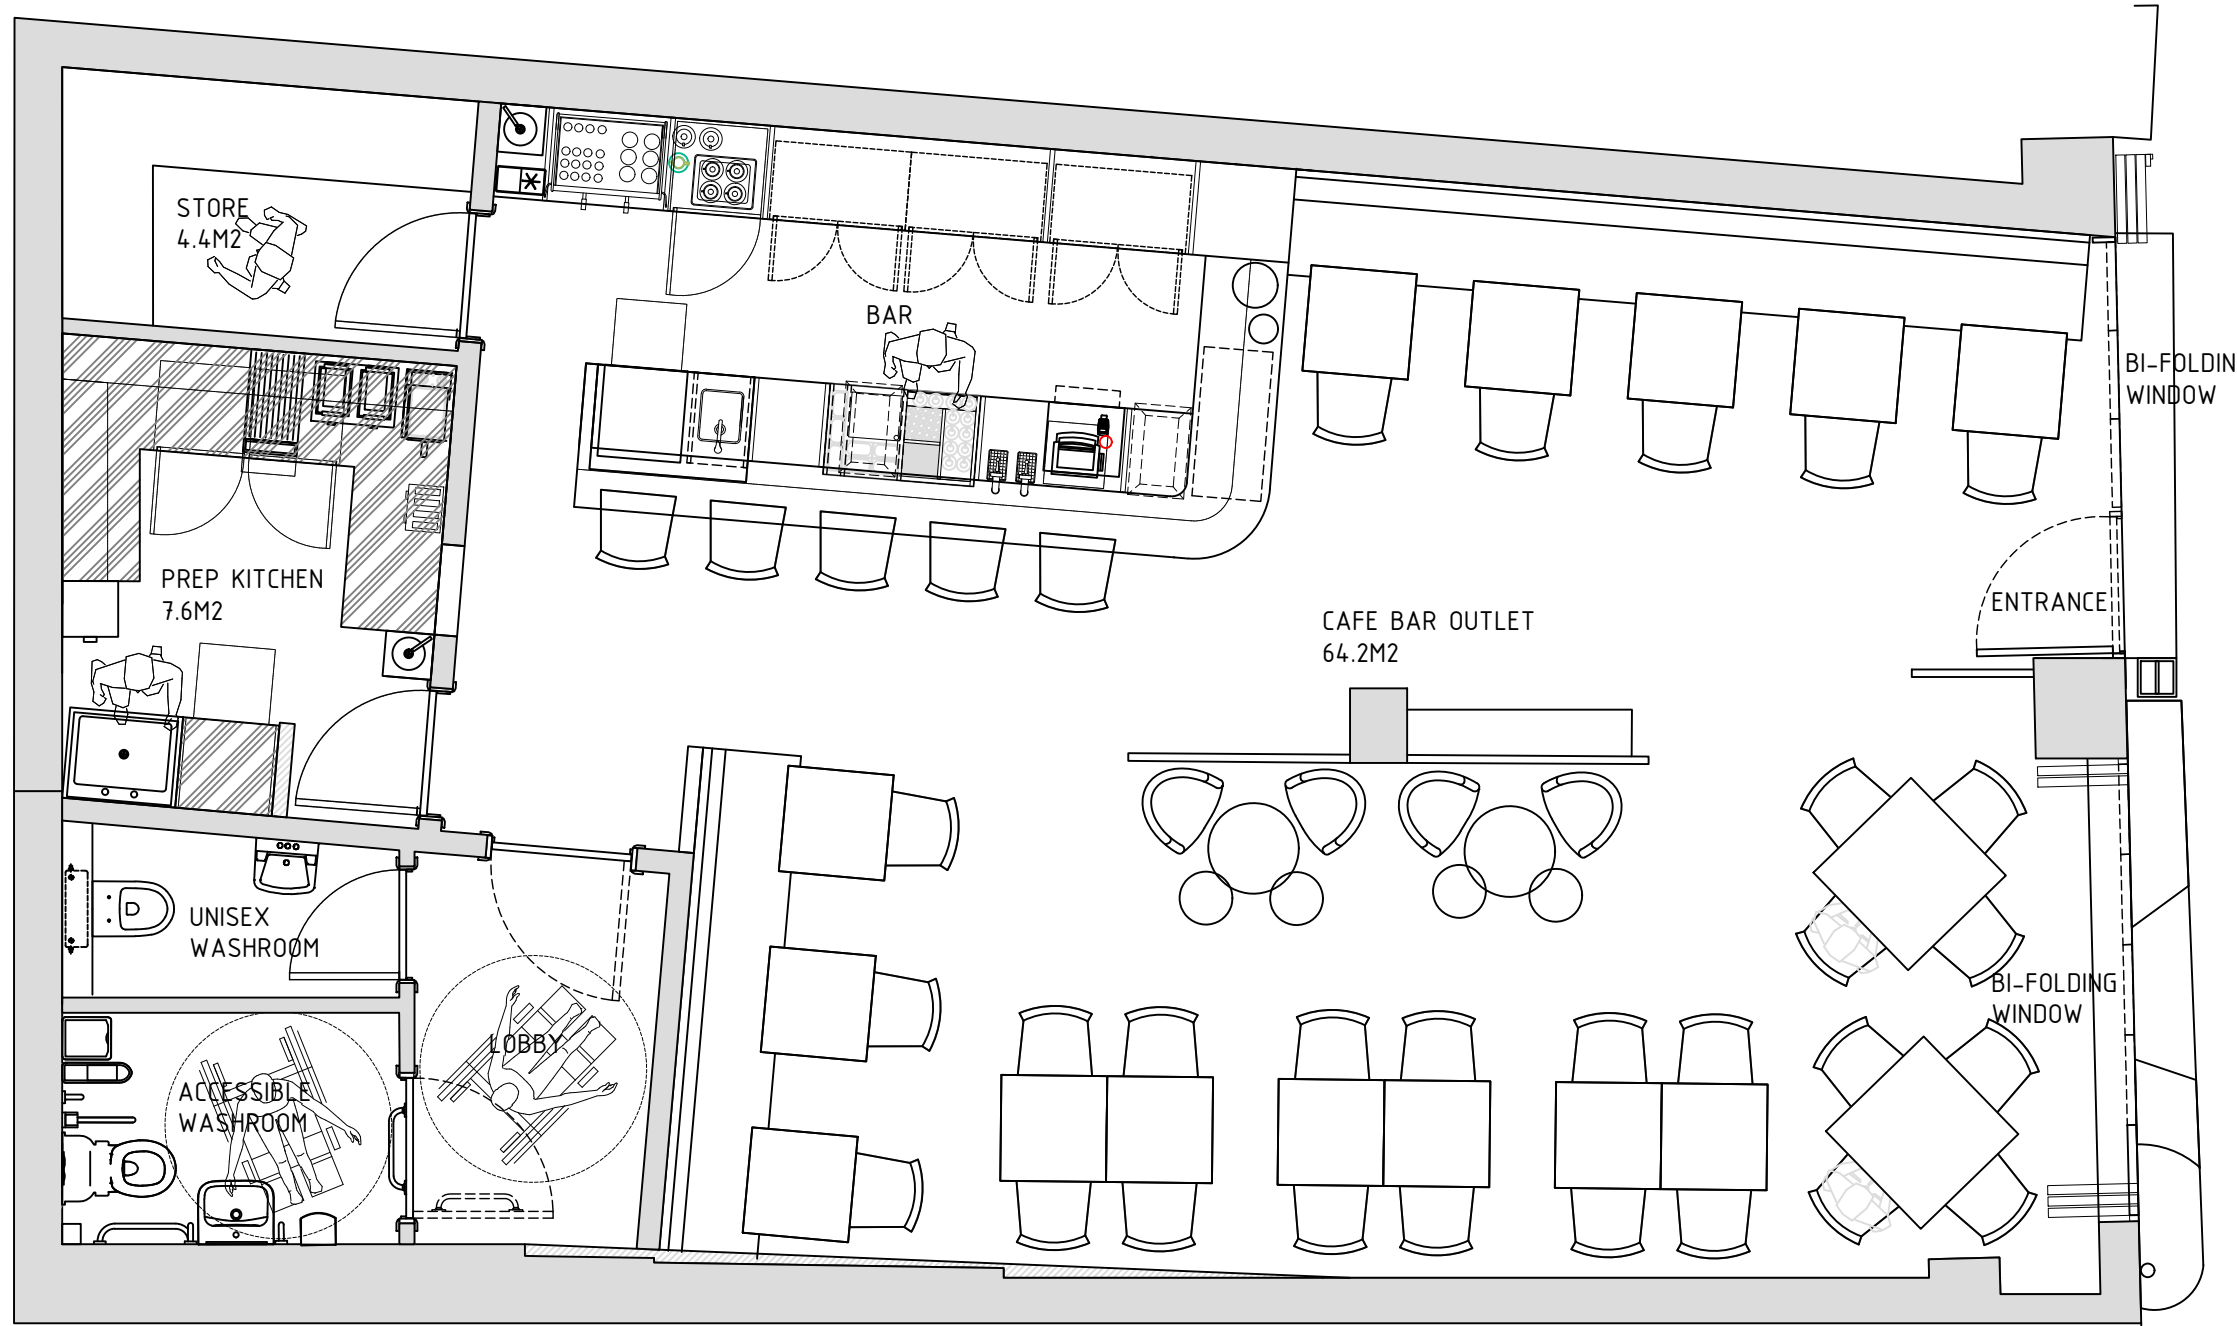 STORE
4.4M2
BAR
BI-FOLDIN
WINDOW
PREP KITCHEN
7.6M2
ENTRANCE
CAFE BAR OUTLET
64.2M2
UNISEX
WASHROOM
BI-FOLDING
WINDOW
LOBBY
ACCESSIBLE
WASHROOM